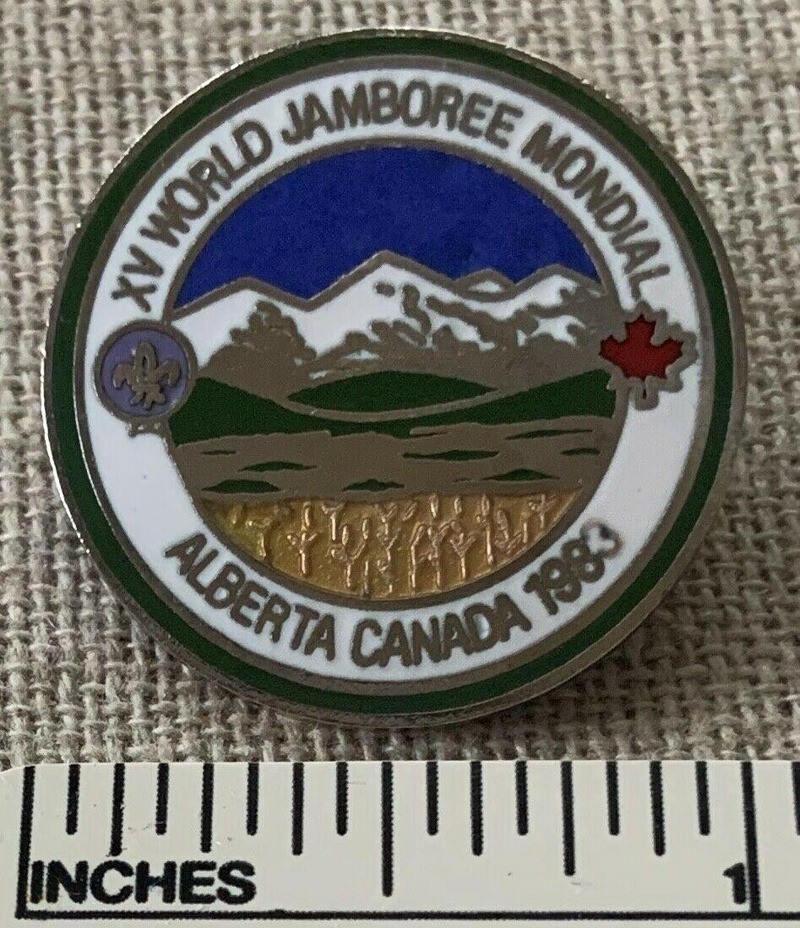 XV WORLD JAMBOREE MONDIAL
ALBERTA CANADA 1983
INCHES 1